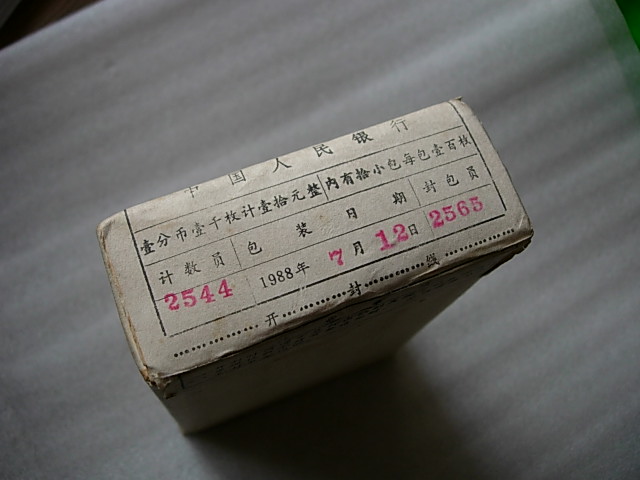 中国人民银行
壹分币壹千枚计壹拾元整 内有拾小包每包壹百枚
计数员 包装日期 封包员
2544 1988年7月12日 2565
开封线